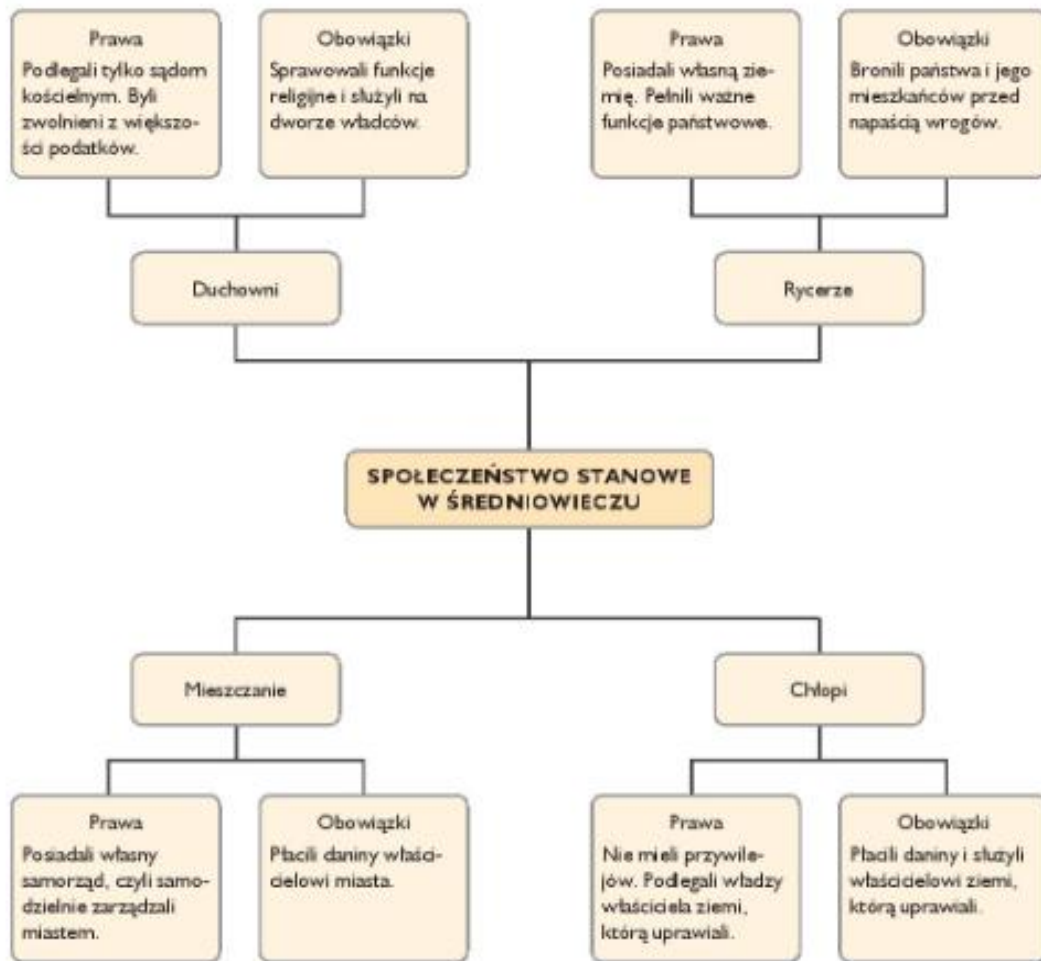 Prawa
Podlegali tylko sądom
kościelnym. Byli
zwolnieni z większo-
ści podatków.
Obowiązki
Sprawowali funkcje
religijne i służyli na
dworze władców.
Prawa
Posiadali własną zie-
mię. Pełnili ważne
funkcje państwowe.
Obowiązki
Bronili państwa i jego
mieszkańców przed
napaścią wrogów.
Duchowni
Rycerze
SPOŁECZEŃSTWO STANOWE
W ŚREDNIOWIECZU
Mieszczanie
Chłopi
Prawa
Posiadali własny
samorząd, czyli samo-
dzielnie zarządzali
miastem.
Obowiązki
Płacili daniny właści-
cielowi miasta.
Prawa
Nie mieli przywile-
jów. Podlegali władzy
właściciela ziemi,
którą uprawiali.
Obowiązki
Płacili daniny i służyli
właścicielowi ziemi,
którą uprawiali.